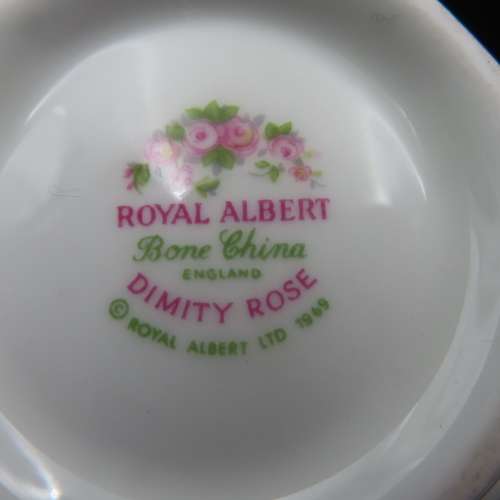 ROYAL ALBERT
Bone China
ENGLAND
DIMITY ROSE
© ROYAL ALBERT LTD 1969